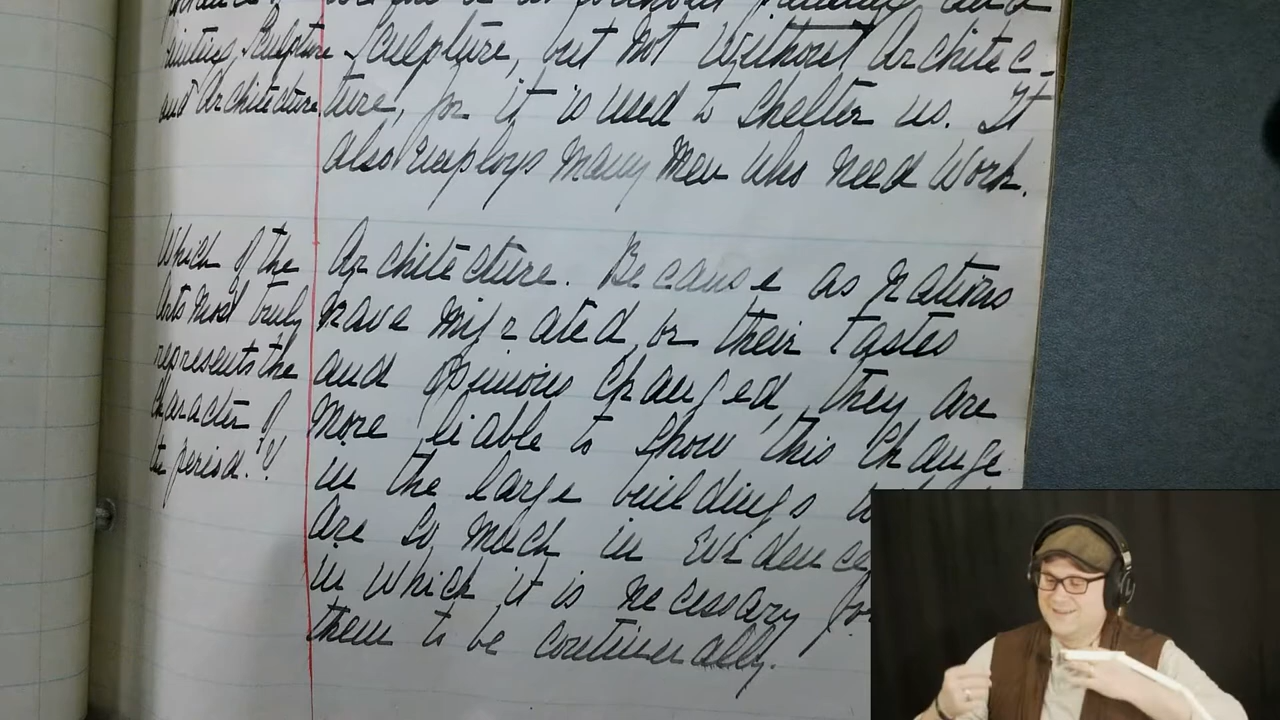 painting, Sculpture
and Architecture.
Sculpture, but not without Architec-
ture, for it is used to shelter us. It
also employs many men who need work.
Which of the
Arts most truly
represents the
Character of
the period?
Architecture. Because as nations
have migrated or their tastes
and opinions changed, they are
more liable to show this change
in the large buildings
are so much in evidence
in which it is necessary for
them to be continually.